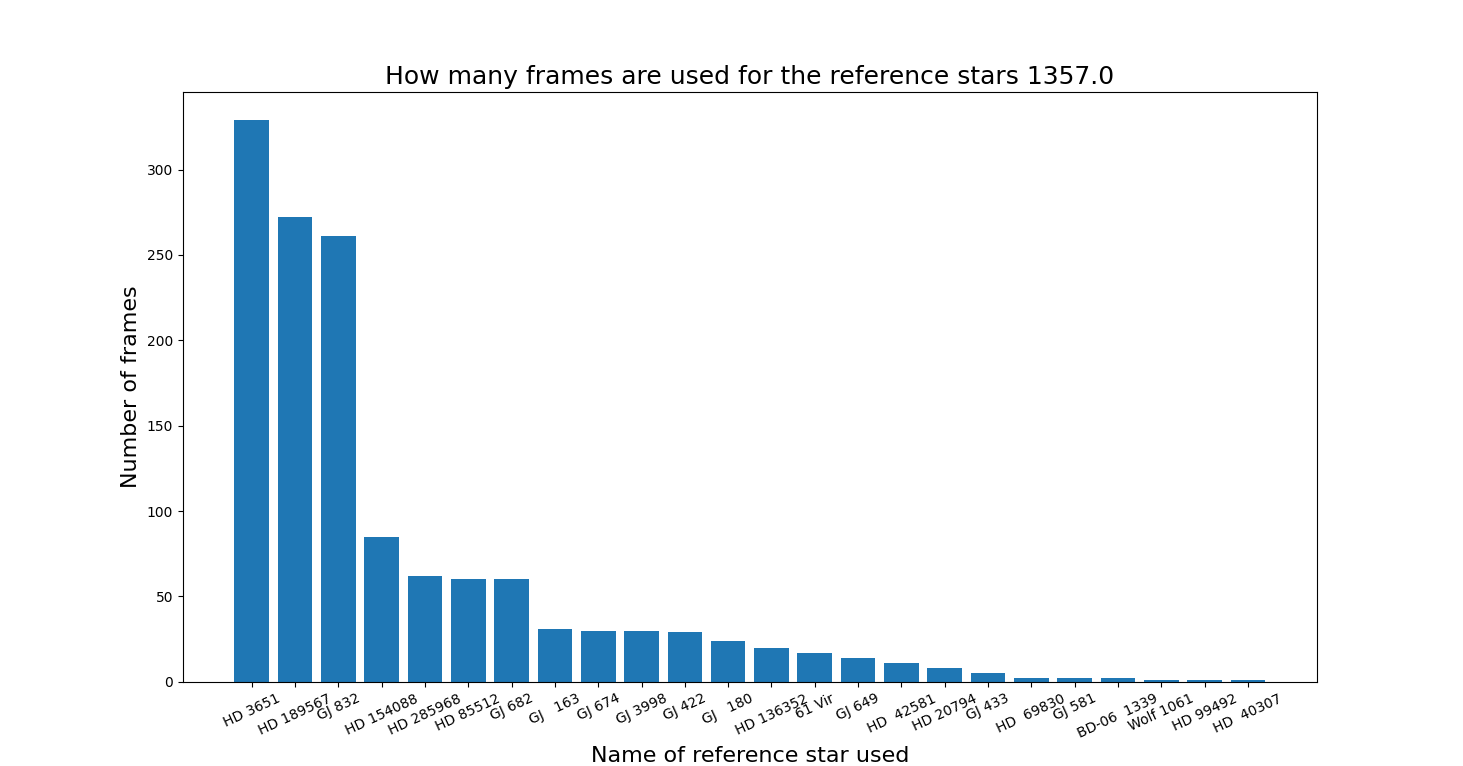 How many frames are used for the reference stars 1357.0
Number of frames
300
250
200
150
100
50
0
HD 3651
HD 189567
GJ 832
HD 154088
HD 285968
HD 85512
GJ 682
GJ   163
GJ 674
GJ 3998
GJ 422
GJ   180
HD 136352
61 Vir
GJ 649
HD  42581
HD 20794
GJ 433
HD  69830
GJ 581
BD-06  1339
Wolf 1061
HD 99492
HD  40307
Name of reference star used